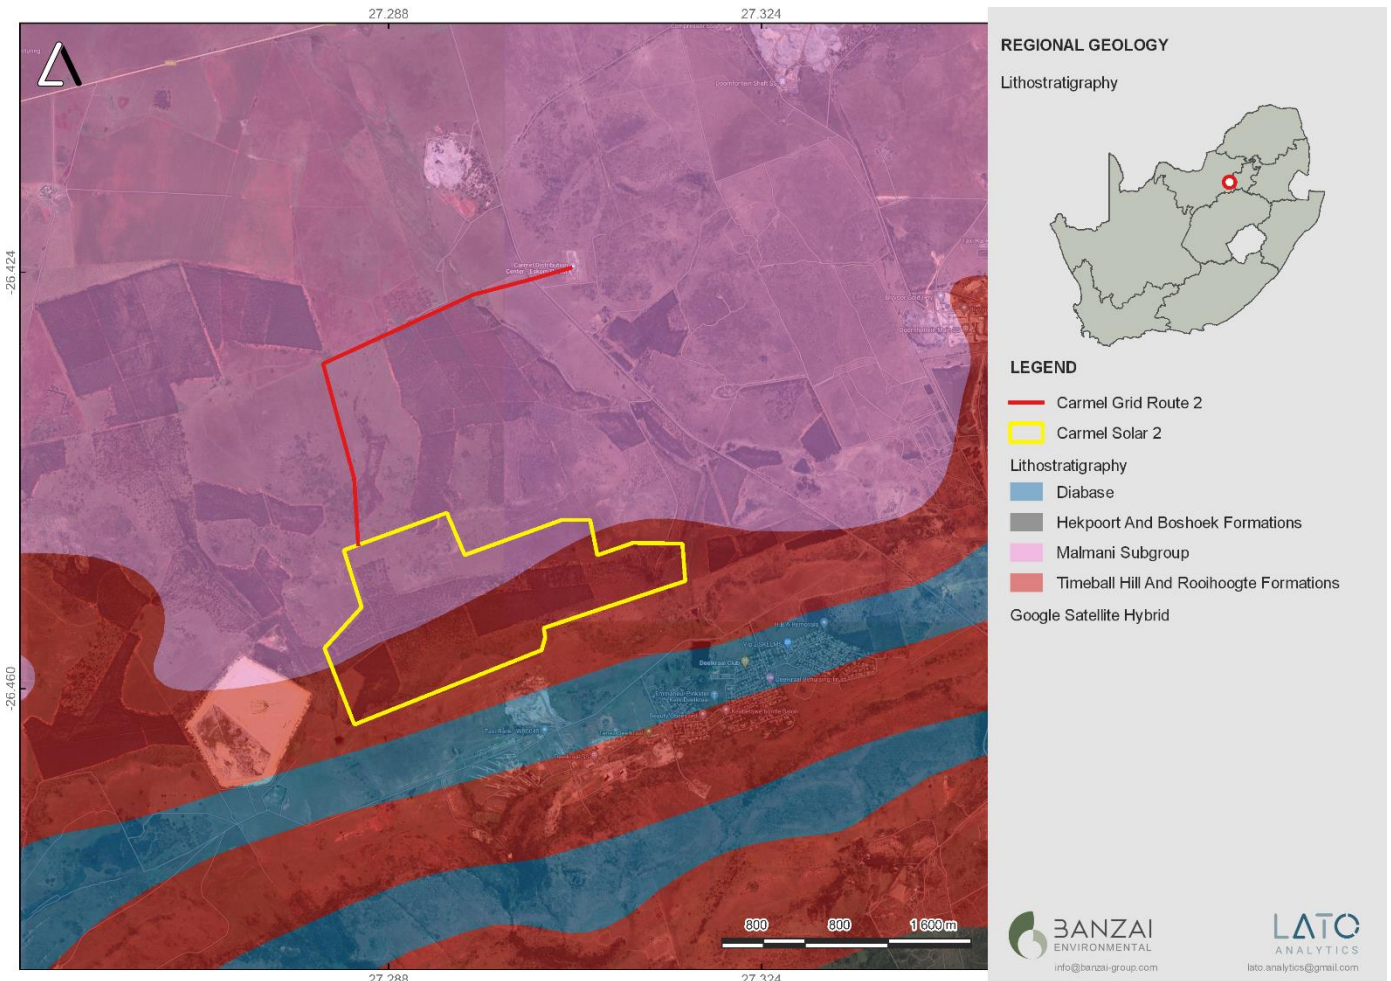 27.288
27.324
-26.424
-26.460
Carmel Distribution
800
800
1 600 m
27.288
27.324
REGIONAL GEOLOGY
Lithostratigraphy
LEGEND
Carmel Grid Route 2
Carmel Solar 2
Lithostratigraphy
Diabase
Hekpoort And Boshoek Formations
Malmani Subgroup
Timeball Hill And Rooihoogte Formations
Google Satellite Hybrid
BANZAI
ENVIRONMENTAL
info@banzai-group.com
LATO
ANALYTICS
lato.analytics@gmail.com